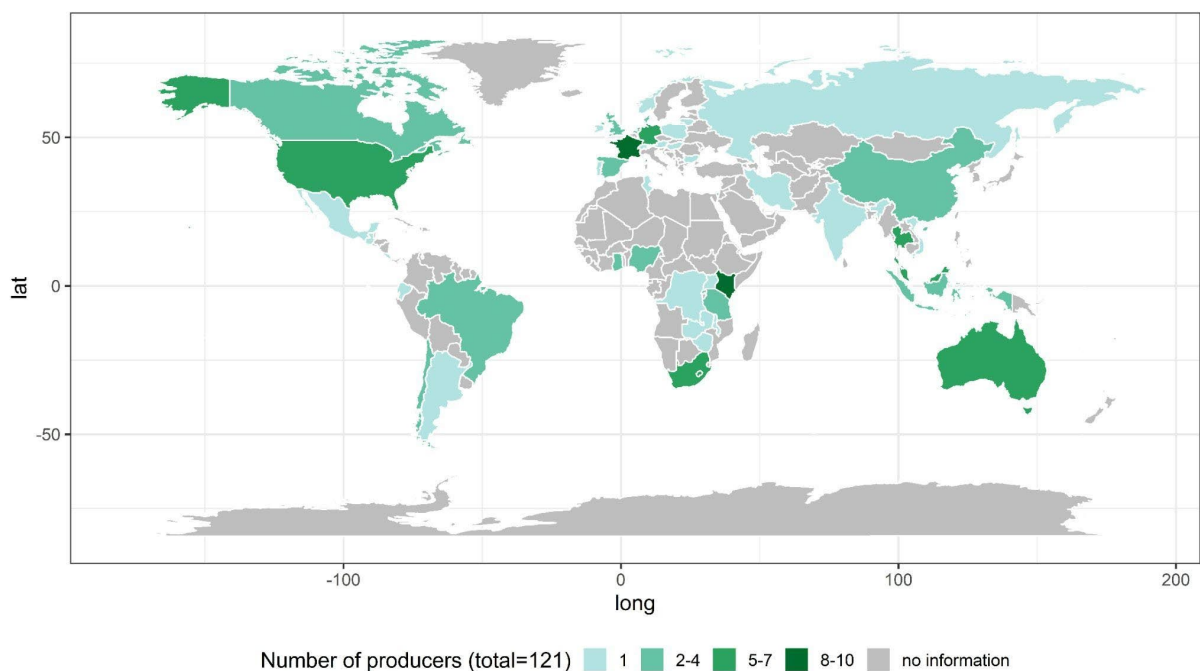 lat
50
0
-50
-100
0
100
200
long
Number of producers (total=121) 1 2-4 5-7 8-10 no information